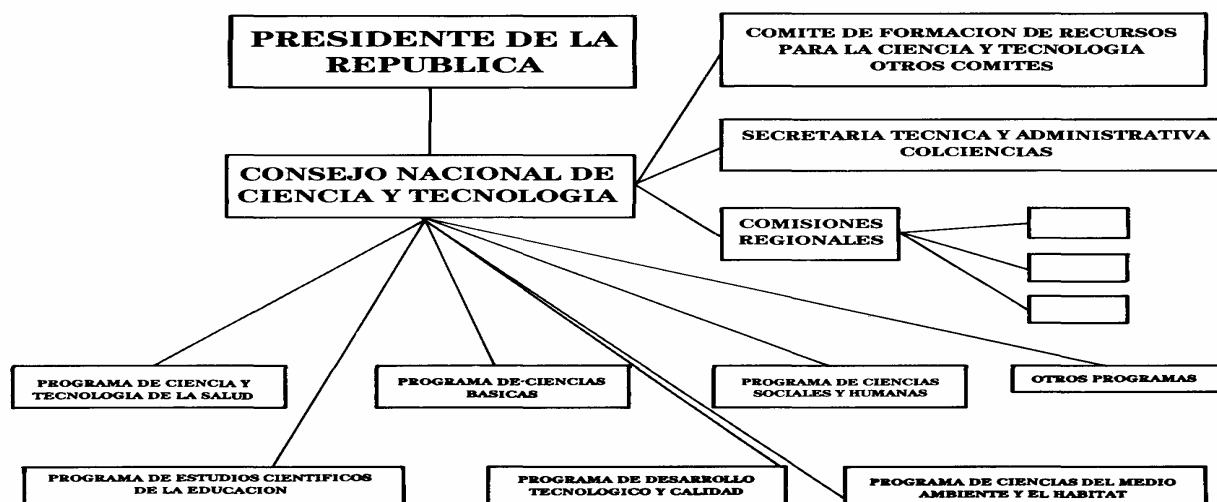 PRESIDENTE DE LA
REPUBLICA
COMITE DE FORMACION DE RECURSOS
PARA LA CIENCIA Y TECNOLOGIA
OTROS COMITES
CONSEJO NACIONAL DE
CIENCIA Y TECNOLOGIA
SECRETARIA TECNICA Y ADMINISTRATIVA
COLCIENCIAS
COMISIONES
REGIONALES
PROGRAMA DE CIENCIA Y
TECNOLOGIA DE LA SALUD
PROGRAMA DE·CIENCIAS
BASICAS
PROGRAMA DE CIENCIAS
SOCIALES Y HUMANAS
OTROS PROGRAMAS
PROGRAMA DE ESTUDIOS CIENTIFICOS
DE LA EDUCACION
PROGRAMA DE DESARROLLO
TECNOLOGICO Y CALIDAD
PROGRAMA DE CIENCIAS DEL MEDIO
AMBIENTE Y EL HABITAT